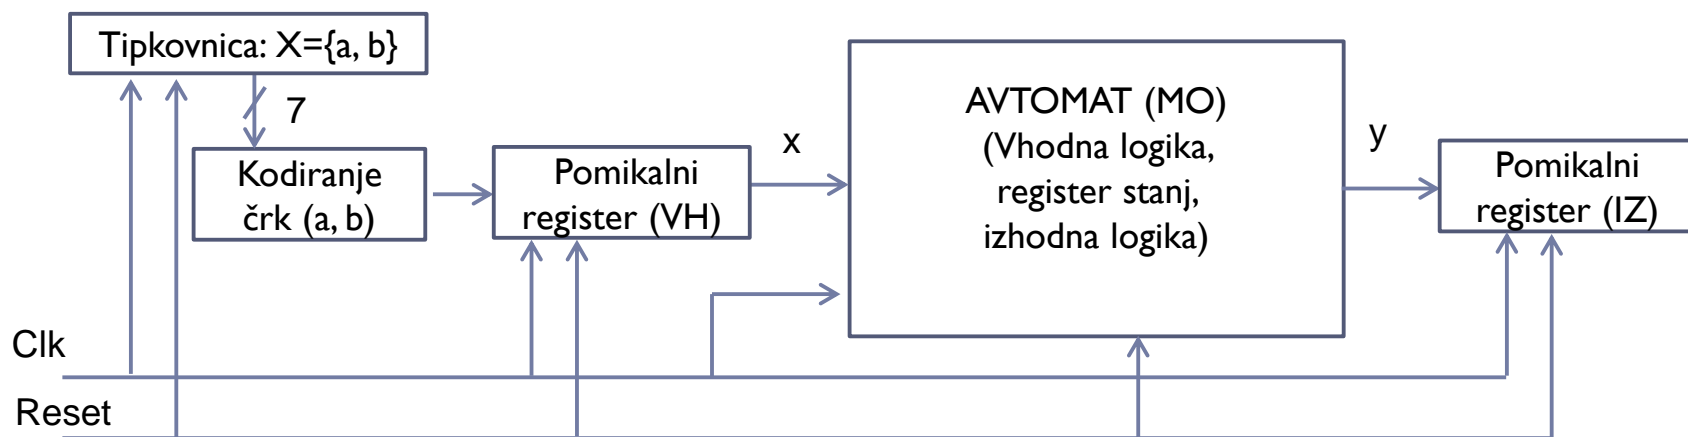 Tipkovnica: X={a, b}
7
Kodiranje
črk (a, b)
Pomikalni
register (VH)
x
AVTOMAT (MO)
(Vhodna logika,
register stanj,
izhodna logika)
y
Pomikalni
register (IZ)
Clk
Reset